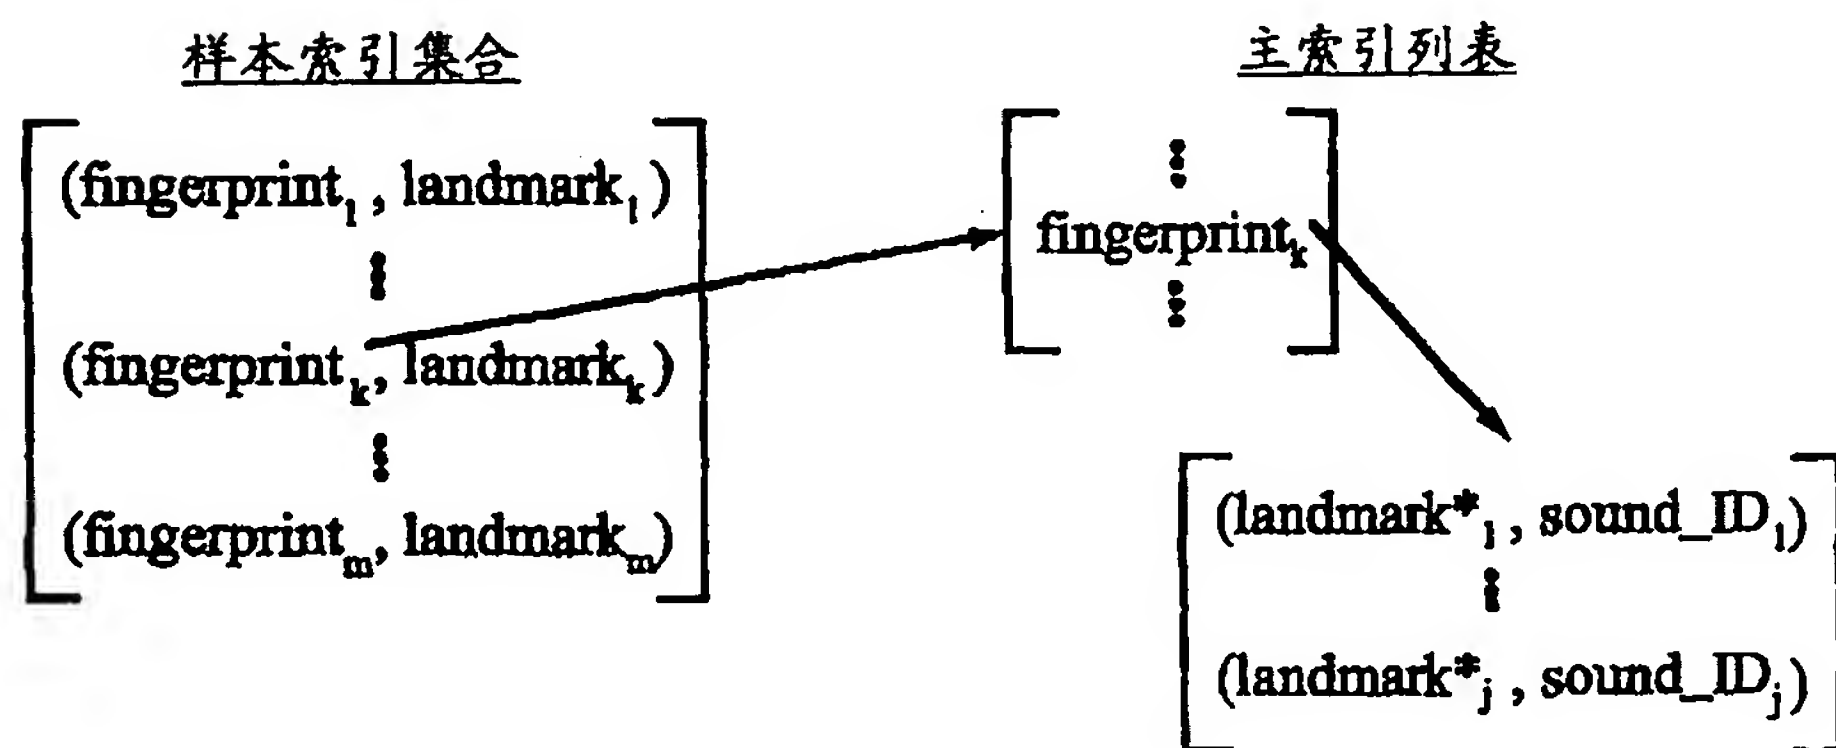 样本索引集合
主索引列表
(fingerprint₁, landmark₁)
⋮
(fingerprintₖ, landmarkₖ)
⋮
(fingerprintₘ, landmarkₘ)
⋮
fingerprintₖ
⋮
(landmark*₁, sound_ID₁)
⋮
(landmark*ⱼ, sound_IDⱼ)